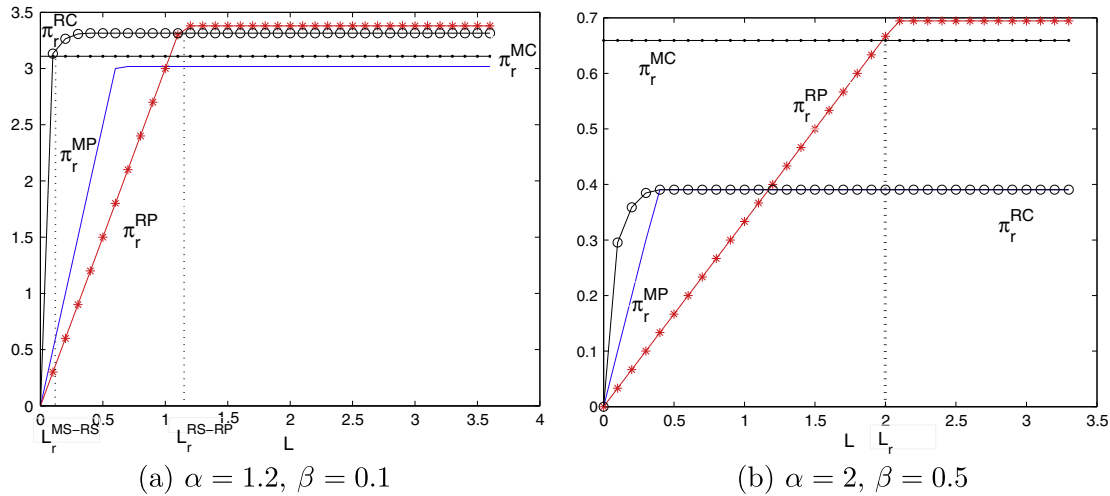 3.5
3
2.5
2
1.5
1
0.5
0
π_r^RC
π_r^MC
π_r^MP
π_r^RP
0 0.5 1 1.5 2 2.5 3 3.5 4
L_r^MS−RS L_r^RS−RP L
(a) α = 1.2, β = 0.1
0.7
0.6
0.5
0.4
0.3
0.2
0.1
0
π_r^MC
π_r^RP
π_r^RC
π_r^MP
0 0.5 1 1.5 2 2.5 3 3.5
L L_r
(b) α = 2, β = 0.5